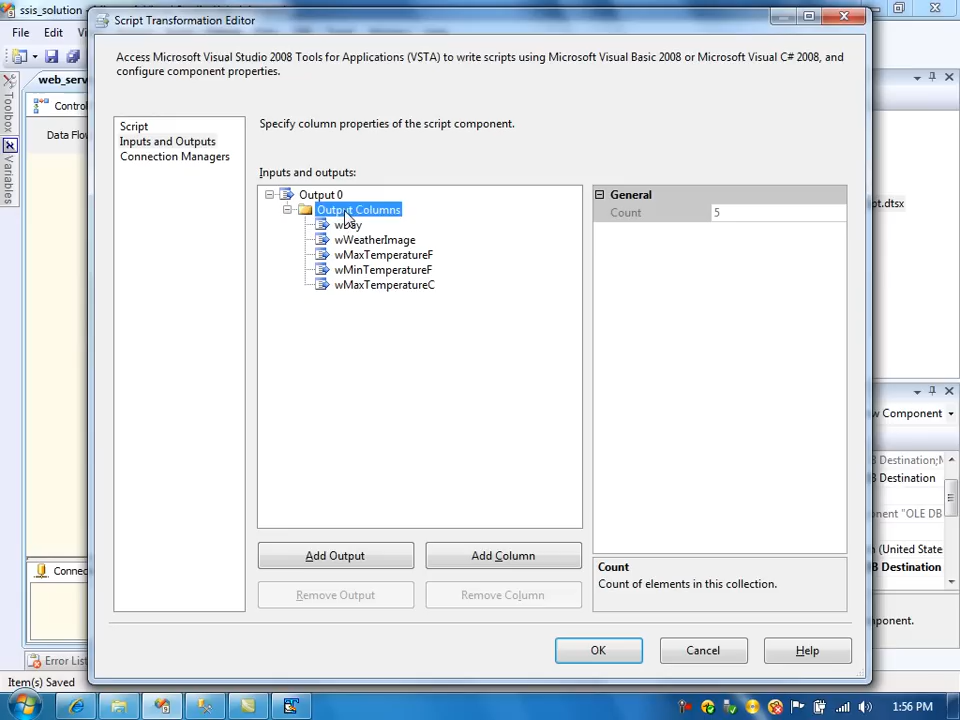 ssis_solution
Script Transformation Editor
File Edit
Access Microsoft Visual Studio 2008 Tools for Applications (VSTA) to write scripts using Microsoft Visual Basic 2008 or Microsoft Visual C# 2008, and
configure component properties.
web_serv
Toolbox
Variables
Control
Data Flow
Script
Inputs and Outputs
Connection Managers
Specify column properties of the script component.
Inputs and outputs:
Output 0
Output Columns
wDay
wWeatherImage
wMaxTemperatureF
wMinTemperatureF
wMaxTemperatureC
General
Count 5
pt.dtsx
w Component
Destination;
B Destination
onent "OLE DB
(United State
B Destination
ponent.
Add Output
Add Column
Remove Output
Remove Column
Count
Count of elements in this collection.
OK
Cancel
Help
Connec
Error List
Item(s) Saved
1:56 PM